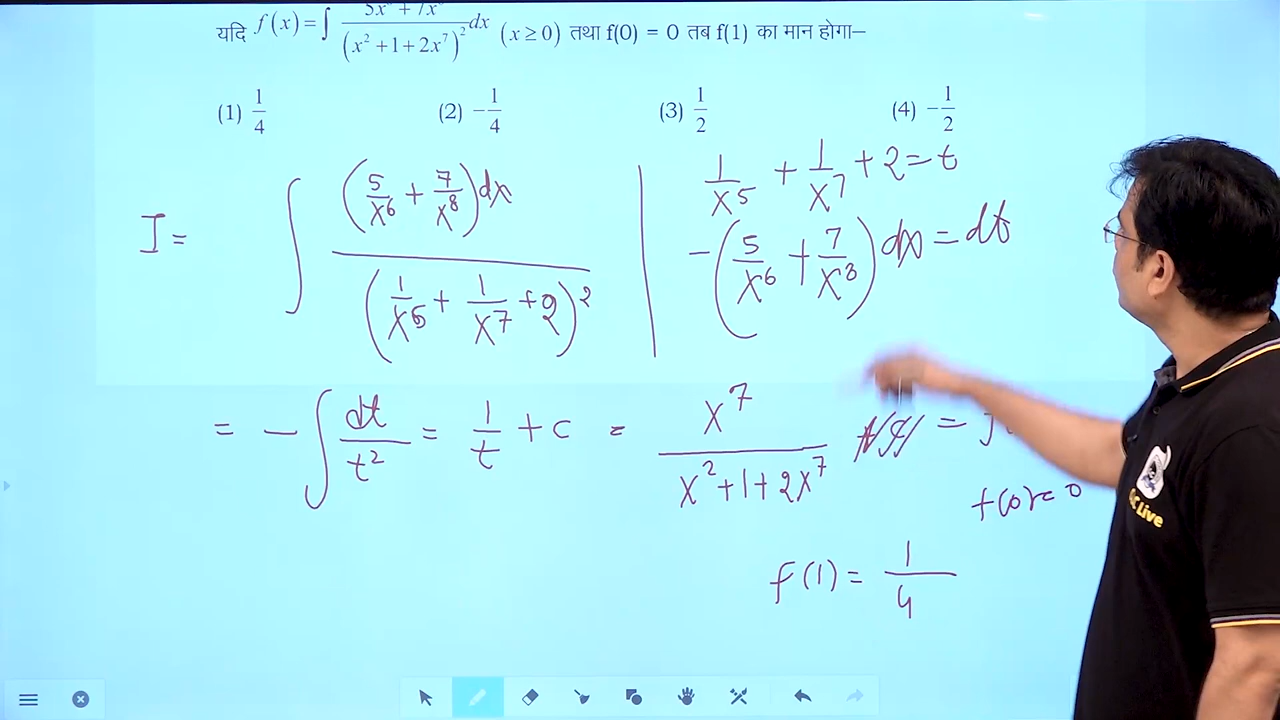 यदि f(x)=∫ 5x⁸ + 7x⁶ / (x²+1+2x⁷)² dx (x≥0) तथा f(0) = 0 तब f(1) का मान होगा–
(1) 1/4 (2) -1/4 (3) 1/2 (4) -1/2
I = ∫ (5/x⁶ + 7/x⁸)dx / (1/x⁵ + 1/x⁷ + 2)²
1/x⁵ + 1/x⁷ + 2 = t
-(5/x⁶ + 7/x⁸) dx = dt
= -∫ dt/t² = 1/t + c = x⁷ / x²+1+2x⁷ =
f(0) = 0
f(1) = 1/4
Live